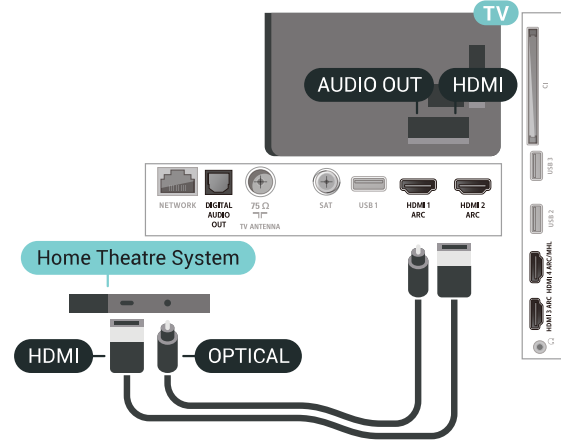 TV
AUDIO OUT
HDMI
CI
USB 3
USB 2
HDMI 4 ARC/MHL
HDMI 3 ARC
NETWORK
DIGITAL
AUDIO
OUT
75 Ω
TV ANTENNA
SAT
USB 1
HDMI 1
ARC
HDMI 2
ARC
Home Theatre System
HDMI
OPTICAL